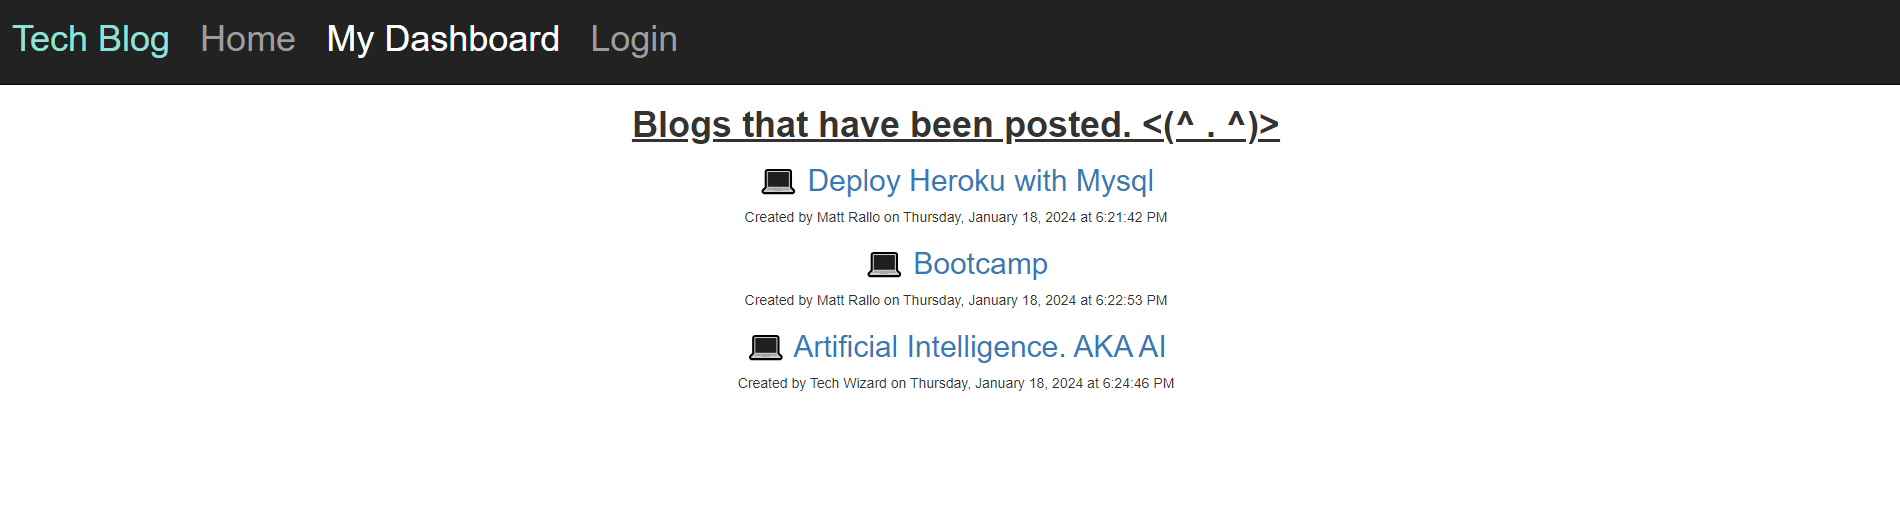 Tech Blog Home My Dashboard Login
Blogs that have been posted. <(^ . ^)>
Deploy Heroku with Mysql
Created by Matt Rallo on Thursday, January 18, 2024 at 6:21:42 PM
Bootcamp
Created by Matt Rallo on Thursday, January 18, 2024 at 6:22:53 PM
Artificial Intelligence. AKA AI
Created by Tech Wizard on Thursday, January 18, 2024 at 6:24:46 PM